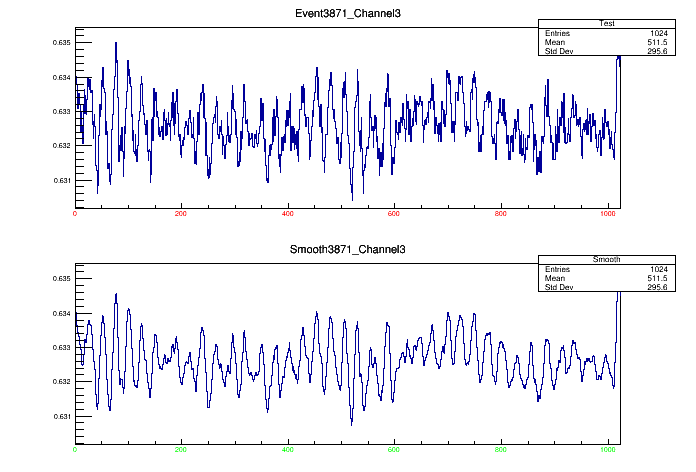 Event3871_Channel3
Test
Entries 1024
Mean 511.5
Std Dev 295.6
0.635
0.634
0.633
0.632
0.631
0 200 400 600 800 1000
Smooth3871_Channel3
Smooth
Entries 1024
Mean 511.5
Std Dev 295.6
0.635
0.634
0.633
0.632
0.631
0 200 400 600 800 1000